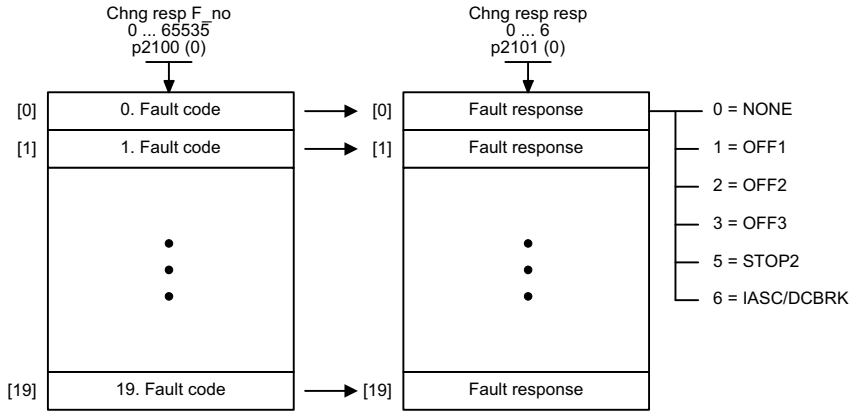 Chng resp F_no
0 ... 65535
p2100 (0)
Chng resp resp
0 ... 6
p2101 (0)
[0] 0. Fault code [0] Fault response 0 = NONE
[1] 1. Fault code [1] Fault response 1 = OFF1
2 = OFF2
3 = OFF3
5 = STOP2
6 = IASC/DCBRK
[19] 19. Fault code [19] Fault response